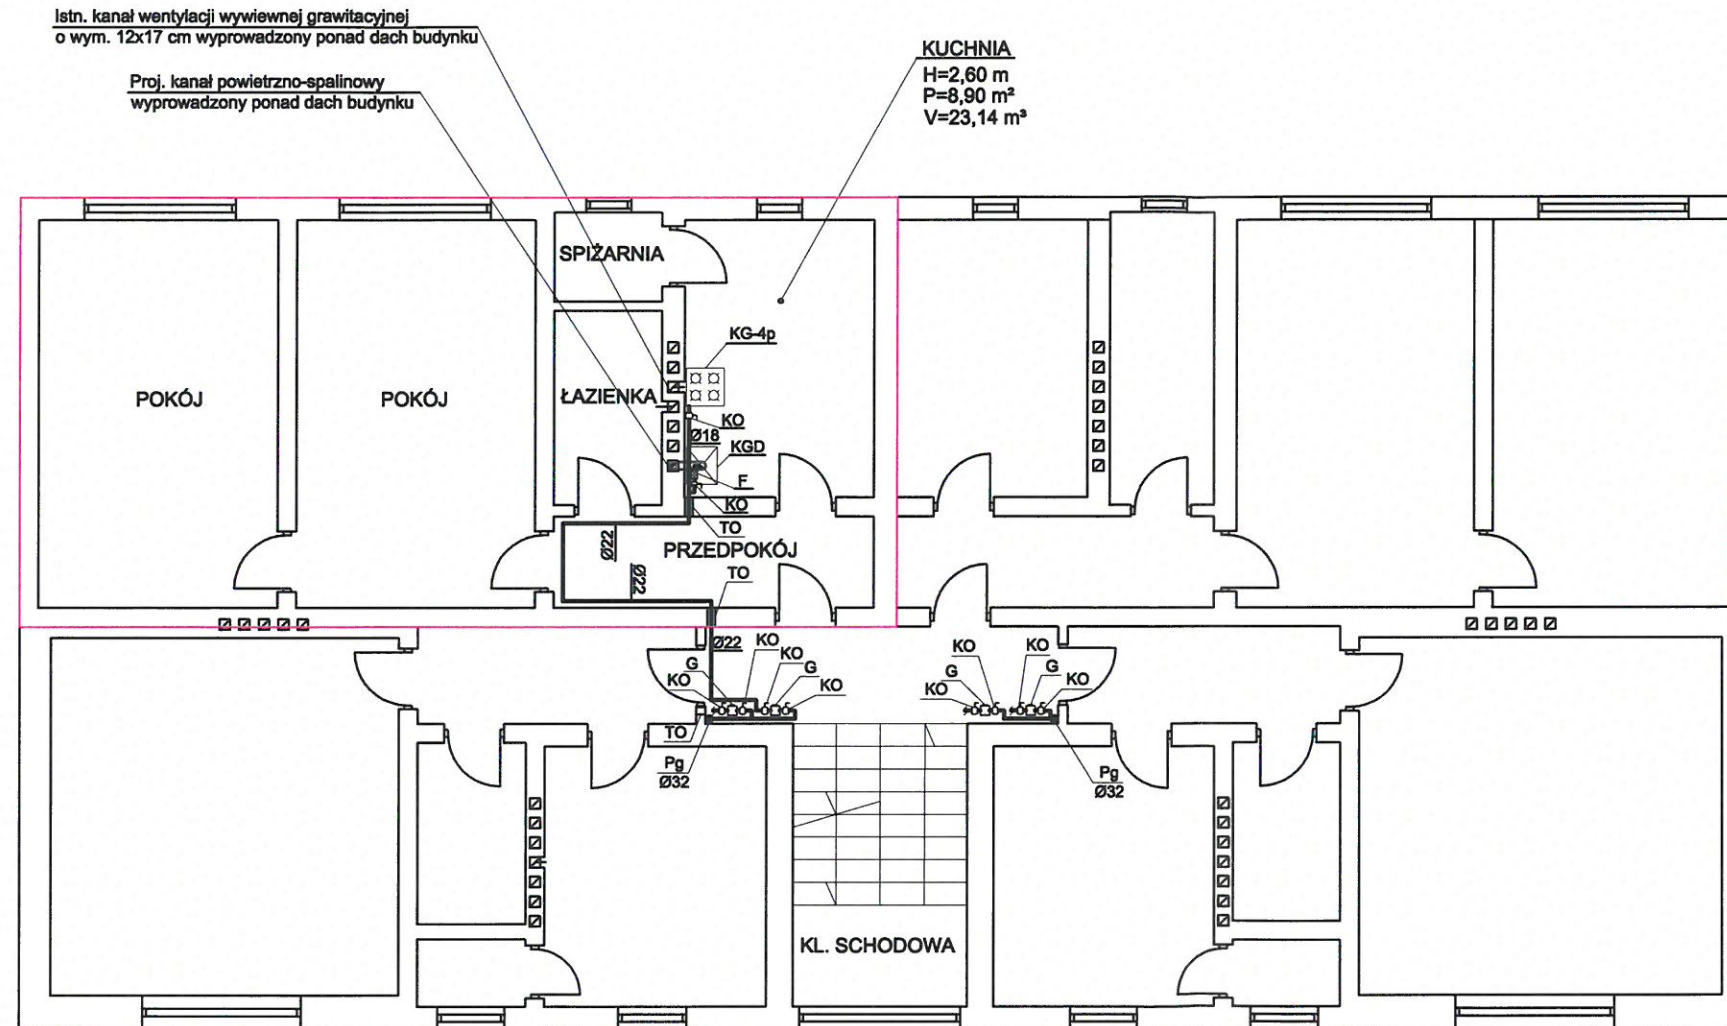 Istn. kanał wentylacji wywiewnej grawitacyjnej
o wym. 12x17 cm wyprowadzony ponad dach budynku
Proj. kanał powietrzno-spalinowy
wyprowadzony ponad dach budynku
KUCHNIA
H=2,60 m
P=8,90 m²
V=23,14 m³
SPIŻARNIA
KG-4p
POKÓJ
POKÓJ
ŁAZIENKA
KO
Ø18
KGD
F
KO
TO
Ø22
PRZEDPOKÓJ
Ø22
TO
Ø22
KO
KO
G
G
KO
KO
KO
KO
G
G
KO
KO
TO
Pg
Ø32
Pg
Ø32
KL. SCHODOWA